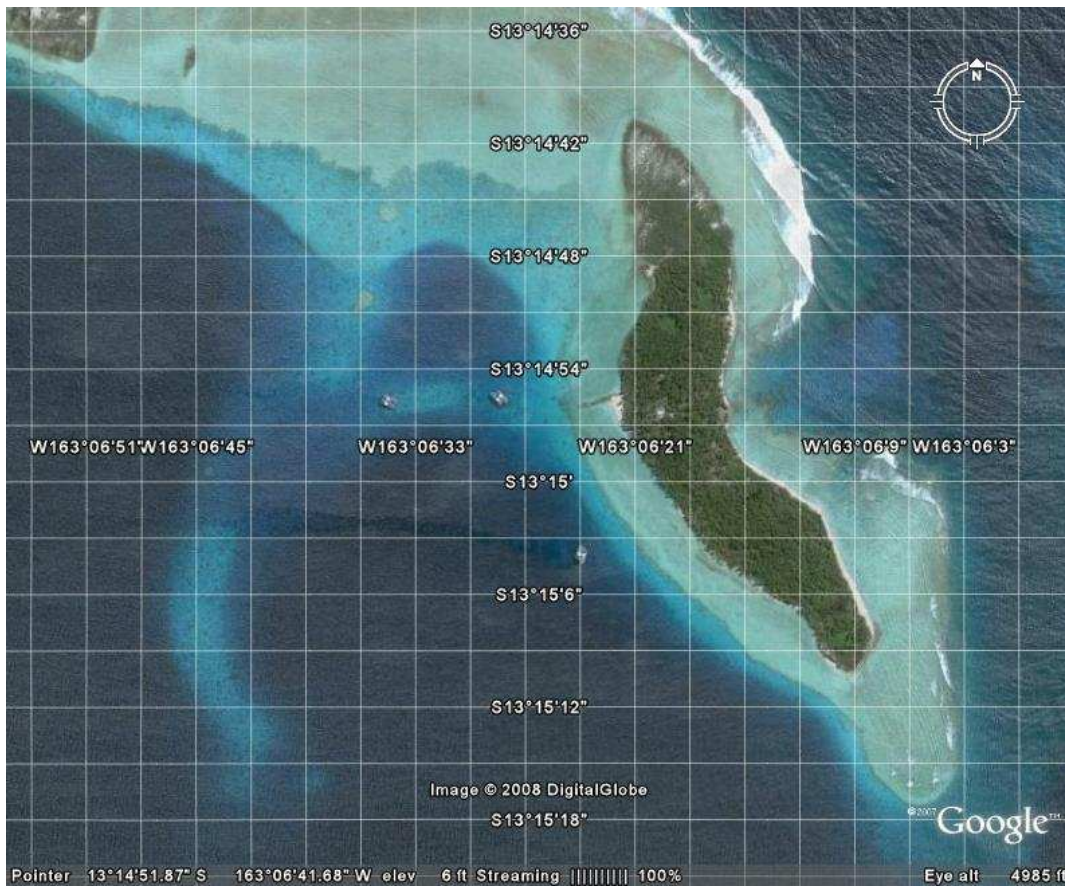 S13°14'36"
N
S13°14'42"
S13°14'48"
S13°14'54"
W163°06'51" W163°06'45" W163°06'33" W163°06'21" W163°06'9" W163°06'3"
S13°15'
S13°15'6"
S13°15'12"
Image © 2008 DigitalGlobe
S13°15'18"
©2007 Google™
Pointer 13°14'51.87" S 163°06'41.68" W elev 6 ft Streaming |||||||||| 100% Eye alt 4985 ft